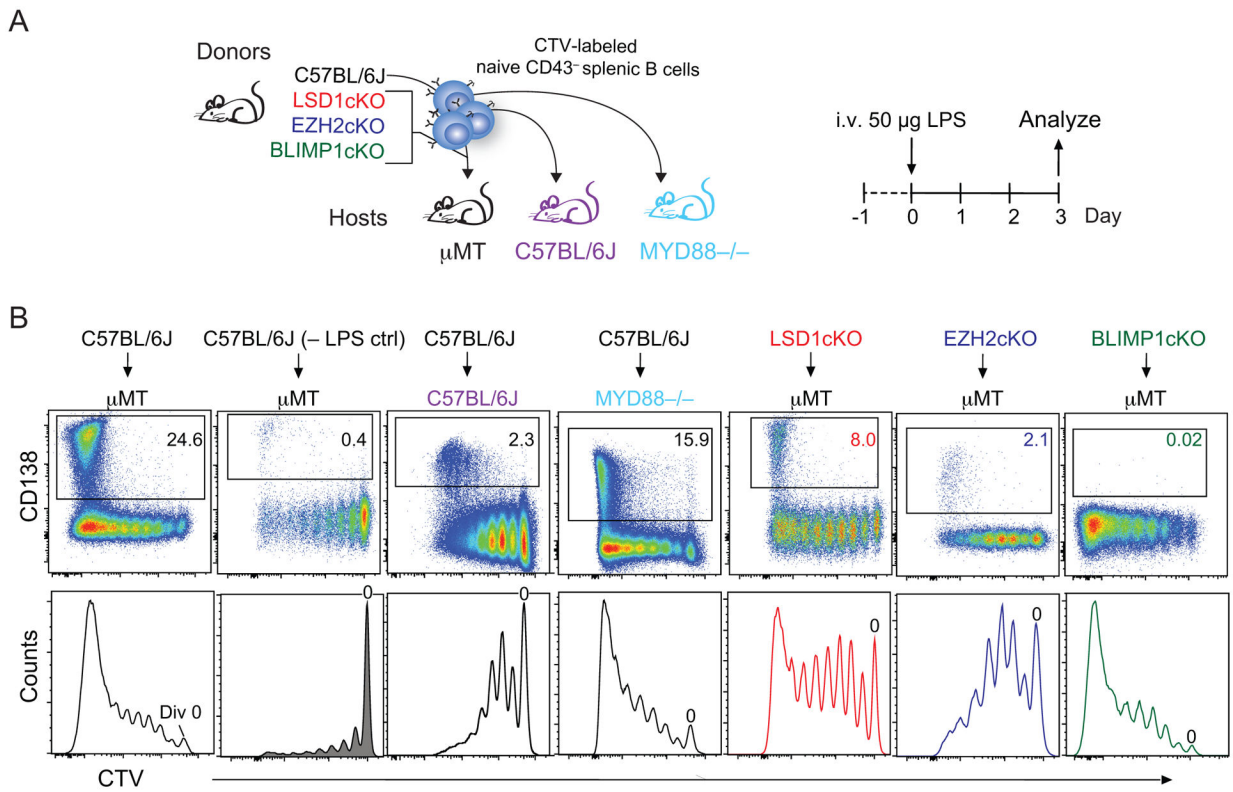 A
Donors
C57BL/6J
LSD1cKO
EZH2cKO
BLIMP1cKO
CTV-labeled
naive CD43⁻ splenic B cells
Hosts
μMT
C57BL/6J
MYD88–/–
i.v. 50 μg LPS
Analyze
-1 0 1 2 3 Day
B
C57BL/6J C57BL/6J (– LPS ctrl) C57BL/6J C57BL/6J LSD1cKO EZH2cKO BLIMP1cKO
μMT μMT C57BL/6J MYD88–/– μMT μMT μMT
CD138
24.6 0.4 2.3 15.9 8.0 2.1 0.02
Counts
Div 0 0 0 0 0 0 0
CTV